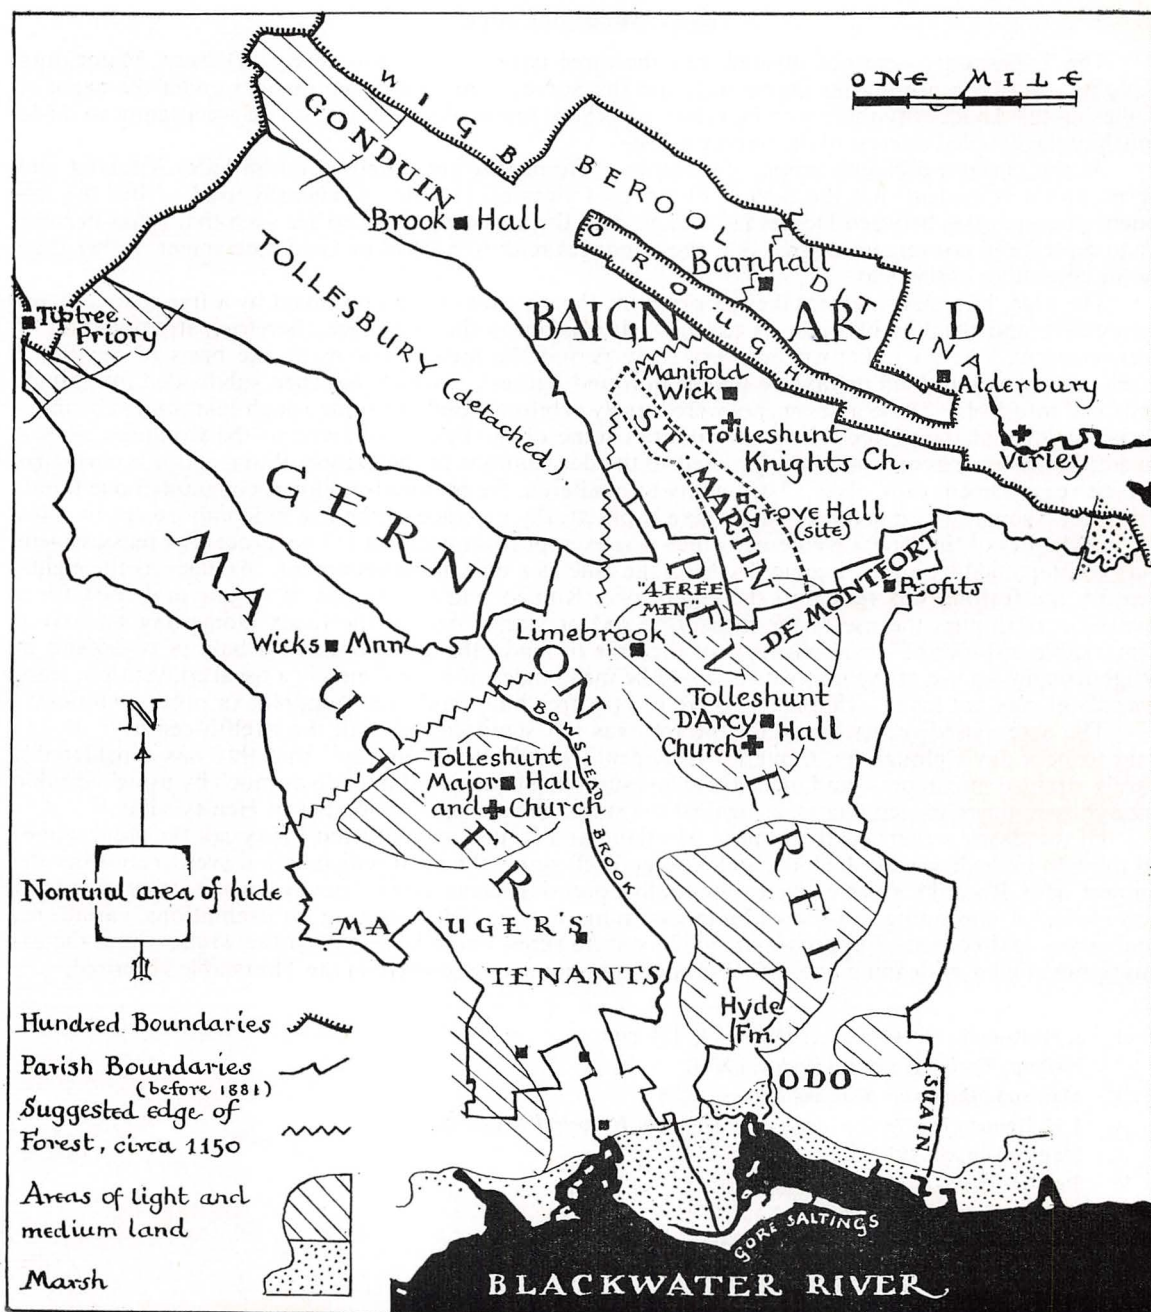 ONE MILE
WIGB
OROUGH
GONDUIN
Brook Hall
BEROOLDITUNA
Barnhall
BAIGNARD
Tiptree
Priory
TOLLESBURY (detached)
Manifold
Wick
Alderbury
Tolleshunt
Knights Ch.
Virley
ST. MARTIN
Grove Hall
(site)
GERNON
"4 FREE
MEN"
DE MONTFORT
Profits
Limebrook
Wicks Mnr
PEVEREL
MAUGER
Tolleshunt
D'Arcy Hall
Church
BOWSTEAD BROOK
Tolleshunt
Major Hall
and Church
N
Nominal area of hide
MAUGER'S
TENANTS
Hyde
Fm.
ODO
SUAIN
Hundred Boundaries
Parish Boundaries
(before 1881)
Suggested edge of
Forest, circa 1150
Areas of light and
medium land
Marsh
GORE SALTINGS
BLACKWATER RIVER